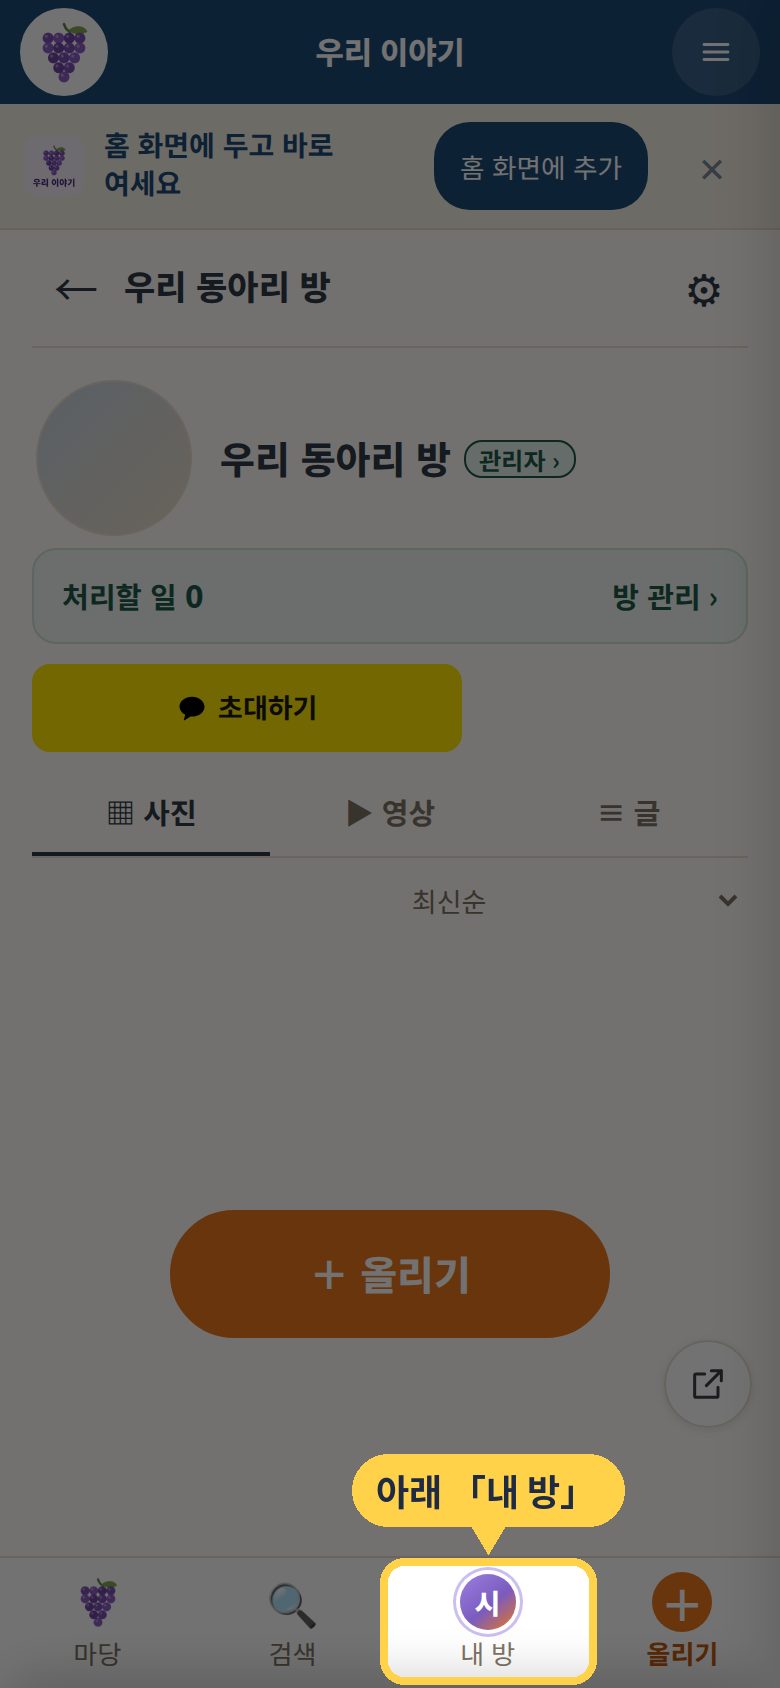 우리 이야기
우리 이야기
홈 화면에 두고 바로
여세요
홈 화면에 추가
우리 동아리 방
우리 동아리 방
관리자 ›
처리할 일 0
방 관리 ›
초대하기
사진
영상
글
최신순
+ 올리기
아래 「내 방」
마당
검색
시
내 방
올리기